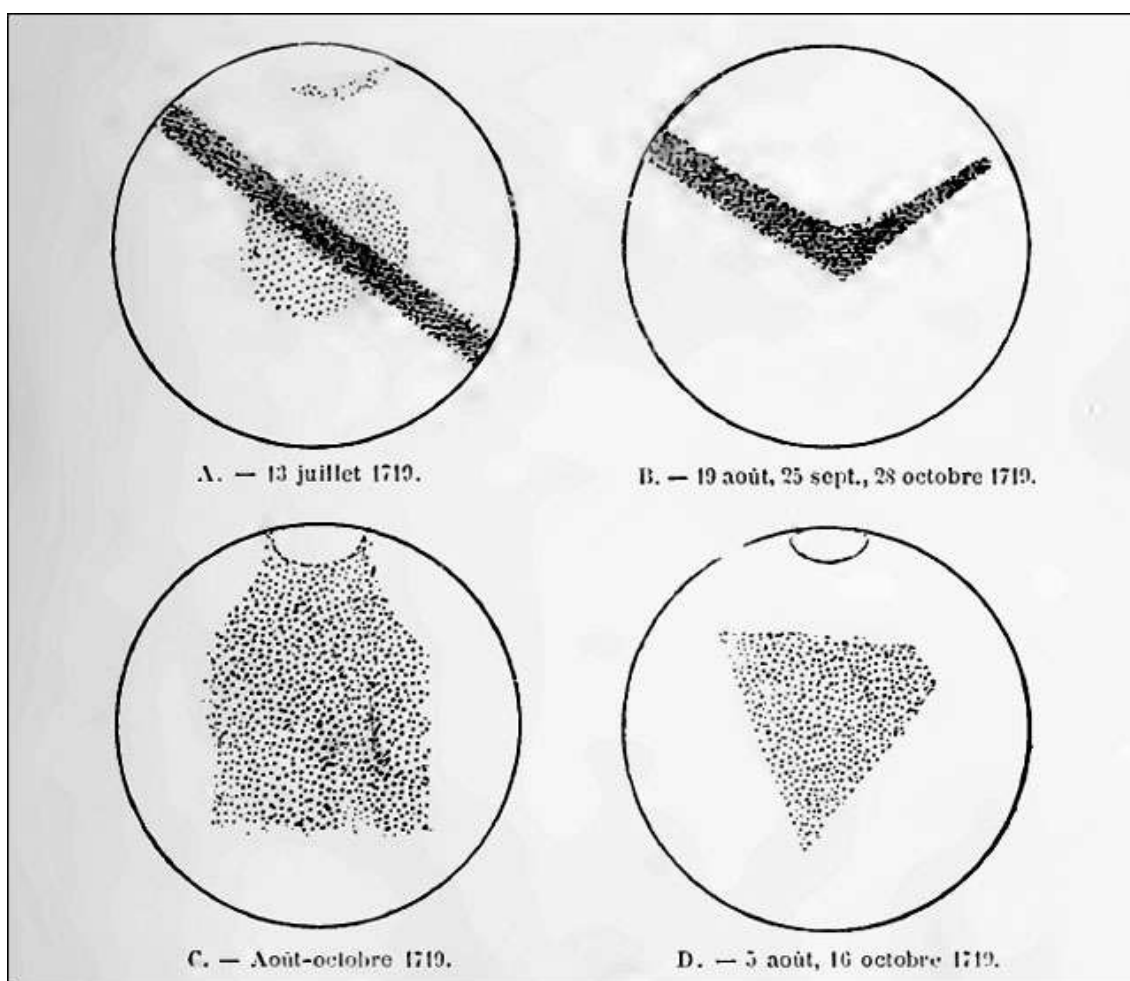 A. — 13 juillet 1719.
B. — 19 août, 25 sept., 28 octobre 1719.
C. — Août-octobre 1719.
D. — 5 août, 16 octobre 1719.